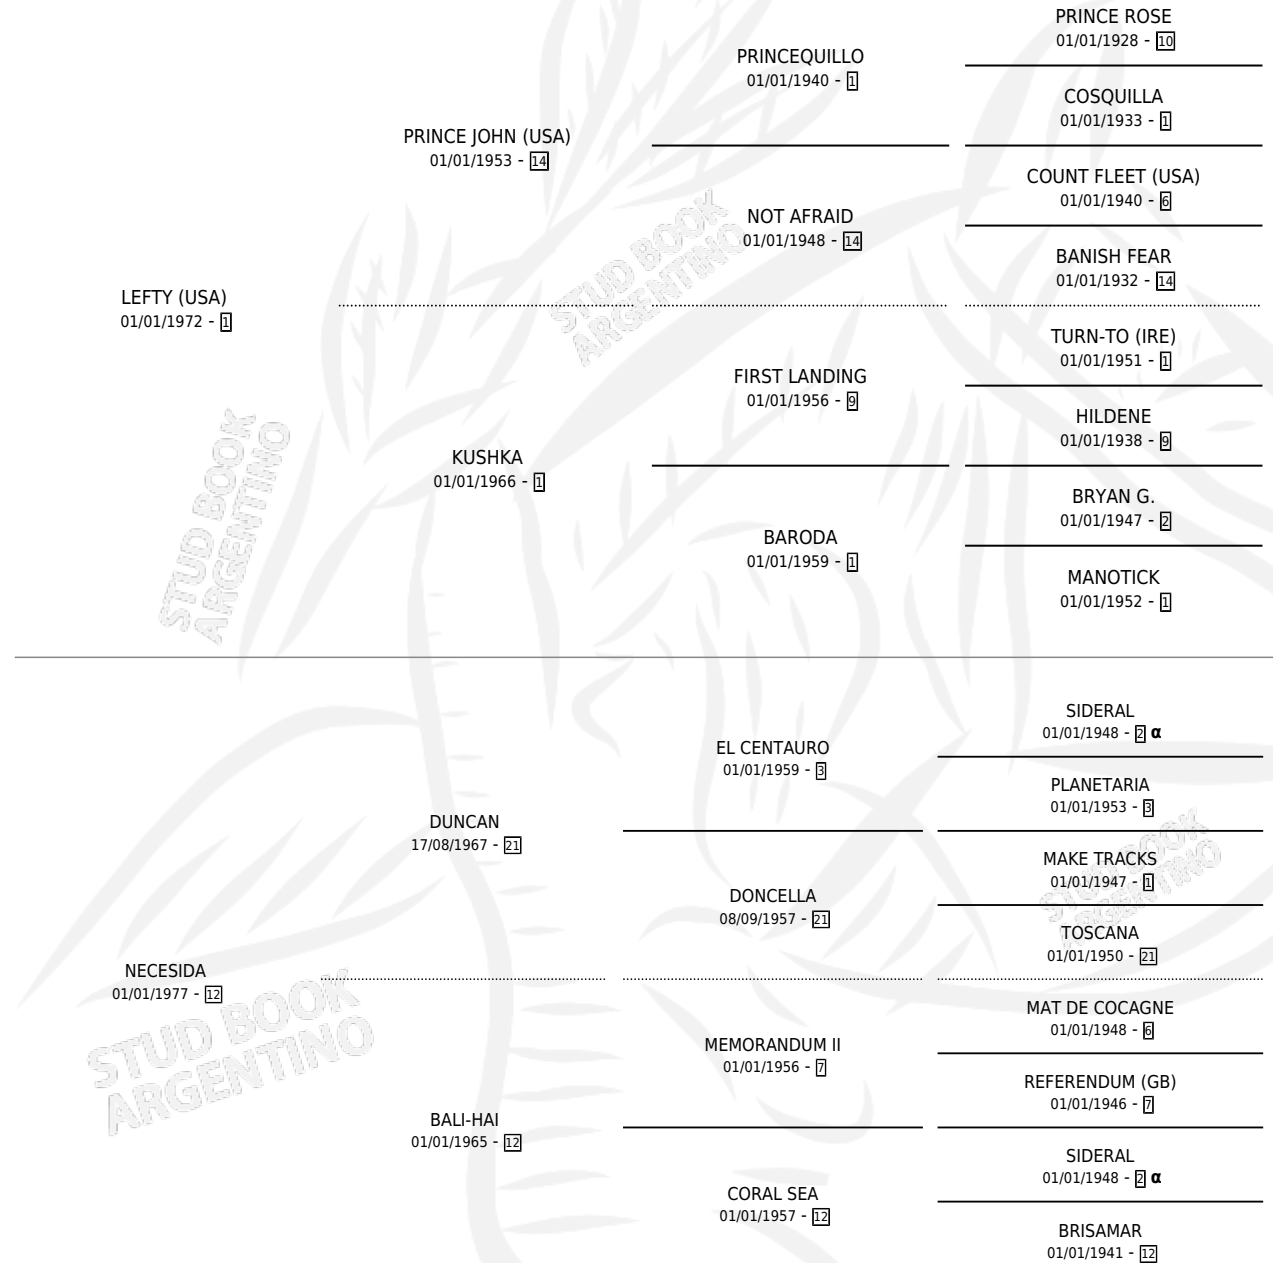 PRINCE ROSE
01/01/1928 - 10
PRINCEQUILLO
01/01/1940 - 1
COSQUILLA
01/01/1933 - 1
PRINCE JOHN (USA)
01/01/1953 - 14
COUNT FLEET (USA)
01/01/1940 - 6
NOT AFRAID
01/01/1948 - 14
BANISH FEAR
01/01/1932 - 14
LEFTY (USA)
01/01/1972 - 1
TURN-TO (IRE)
01/01/1951 - 1
FIRST LANDING
01/01/1956 - 9
HILDENE
01/01/1938 - 9
KUSHKA
01/01/1966 - 1
BRYAN G.
01/01/1947 - 2
BARODA
01/01/1959 - 1
MANOTICK
01/01/1952 - 1
STUD BOOK
ARGENTINO
STUD BOOK
ARGENTINO
SIDERAL
01/01/1948 - 2 α
EL CENTAURO
01/01/1959 - 3
PLANETARIA
01/01/1953 - 3
DUNCAN
17/08/1967 - 21
MAKE TRACKS
01/01/1947 - 1
DONCELLA
08/09/1957 - 21
TOSCANA
01/01/1950 - 21
NECESIDA
01/01/1977 - 12
MAT DE COCAGNE
01/01/1948 - 6
MEMORANDUM II
01/01/1956 - 7
REFERENDUM (GB)
01/01/1946 - 7
BALI-HAI
01/01/1965 - 12
SIDERAL
01/01/1948 - 2 α
CORAL SEA
01/01/1957 - 12
BRISAMAR
01/01/1941 - 12
STUD BOOK
ARGENTINO
STUD BOOK
ARGENTINO